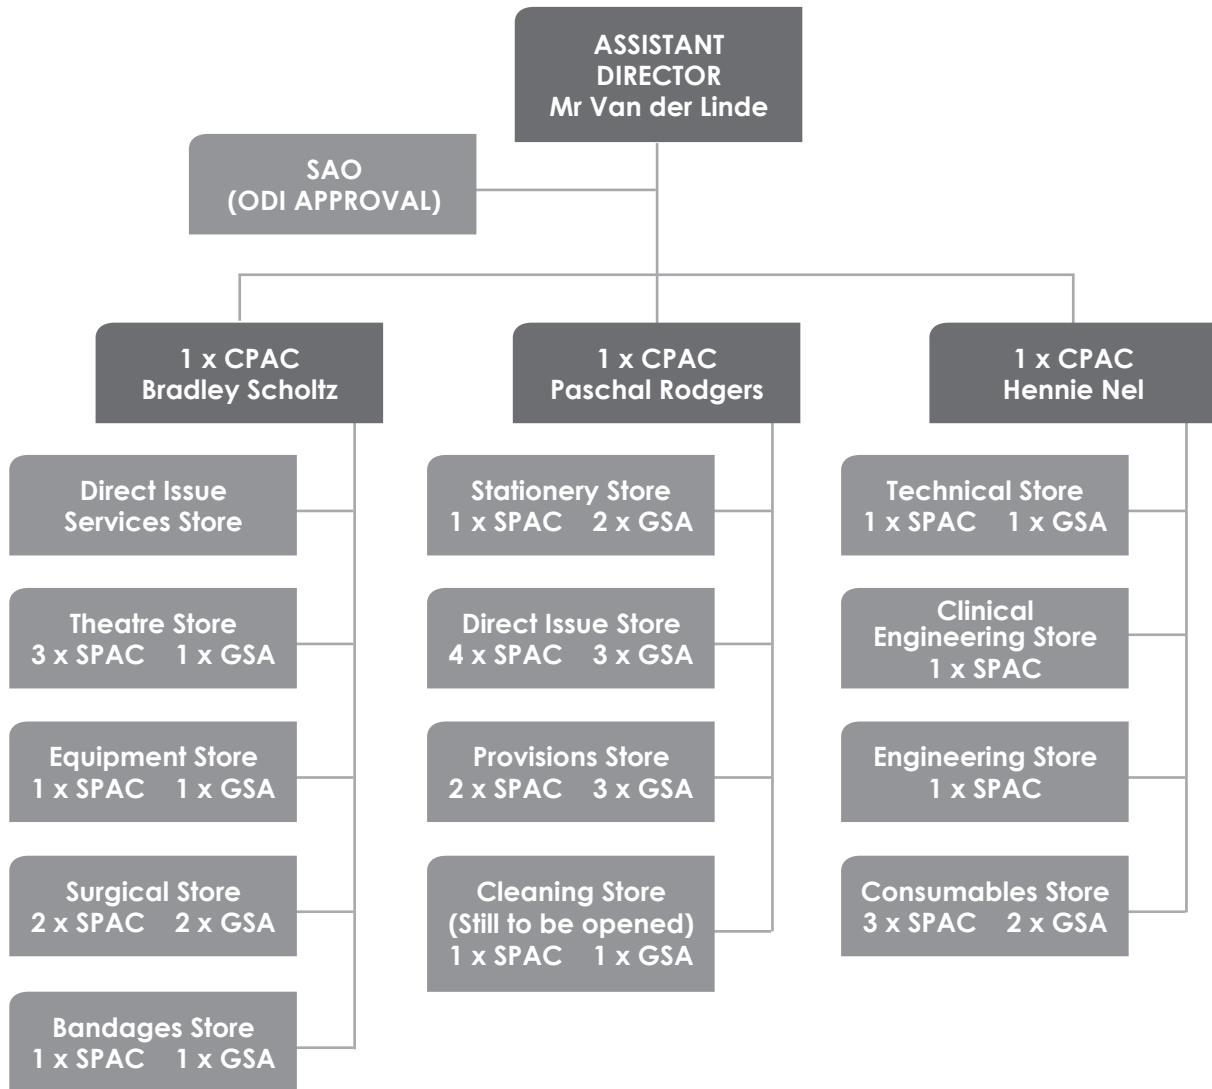 ASSISTANT
DIRECTOR
Mr Van der Linde
SAO
(ODI APPROVAL)
1 x CPAC
Bradley Scholtz
1 x CPAC
Paschal Rodgers
1 x CPAC
Hennie Nel
Direct Issue
Services Store
Theatre Store
3 x SPAC 1 x GSA
Equipment Store
1 x SPAC 1 x GSA
Surgical Store
2 x SPAC 2 x GSA
Bandages Store
1 x SPAC 1 x GSA
Stationery Store
1 x SPAC 2 x GSA
Direct Issue Store
4 x SPAC 3 x GSA
Provisions Store
2 x SPAC 3 x GSA
Cleaning Store
(Still to be opened)
1 x SPAC 1 x GSA
Technical Store
1 x SPAC 1 x GSA
Clinical
Engineering Store
1 x SPAC
Engineering Store
1 x SPAC
Consumables Store
3 x SPAC 2 x GSA